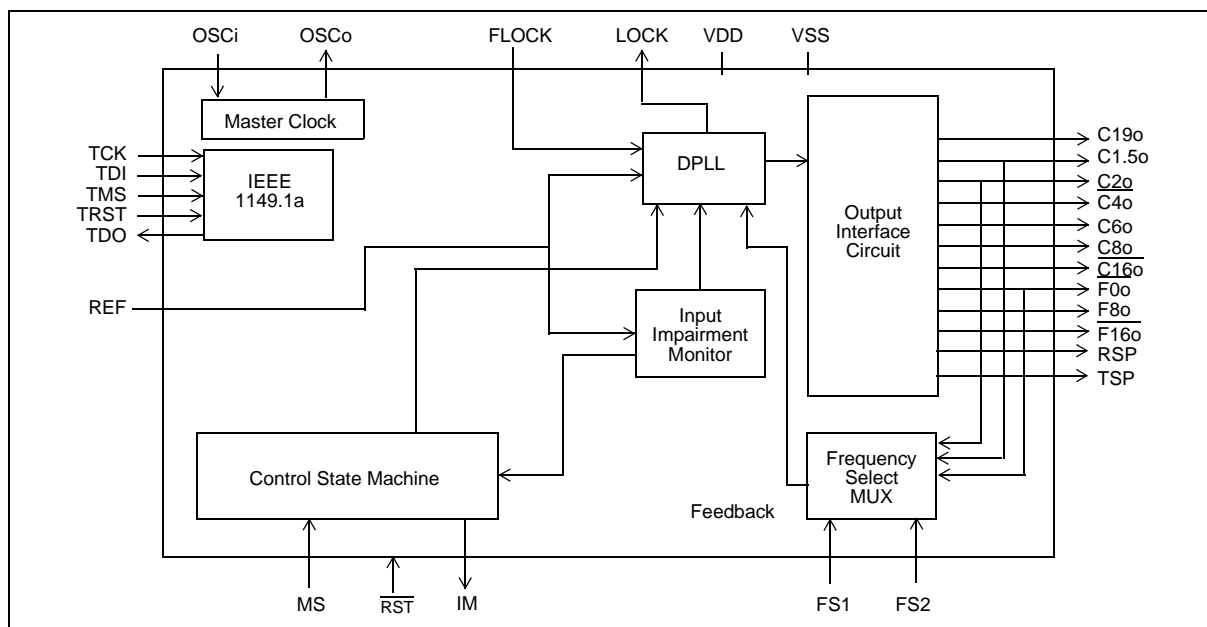 OSCi OSCo FLOCK LOCK VDD VSS
Master Clock
TCK
TDI
TMS
TRST
TDO
IEEE
1149.1a
DPLL
Output
Interface
Circuit
C19o
C1.5o
C2o
C4o
C6o
C8o
C16o
F0o
F8o
F16o
RSP
TSP
REF
Input
Impairment
Monitor
Control State Machine
Frequency
Select
MUX
Feedback
MS RST IM FS1 FS2